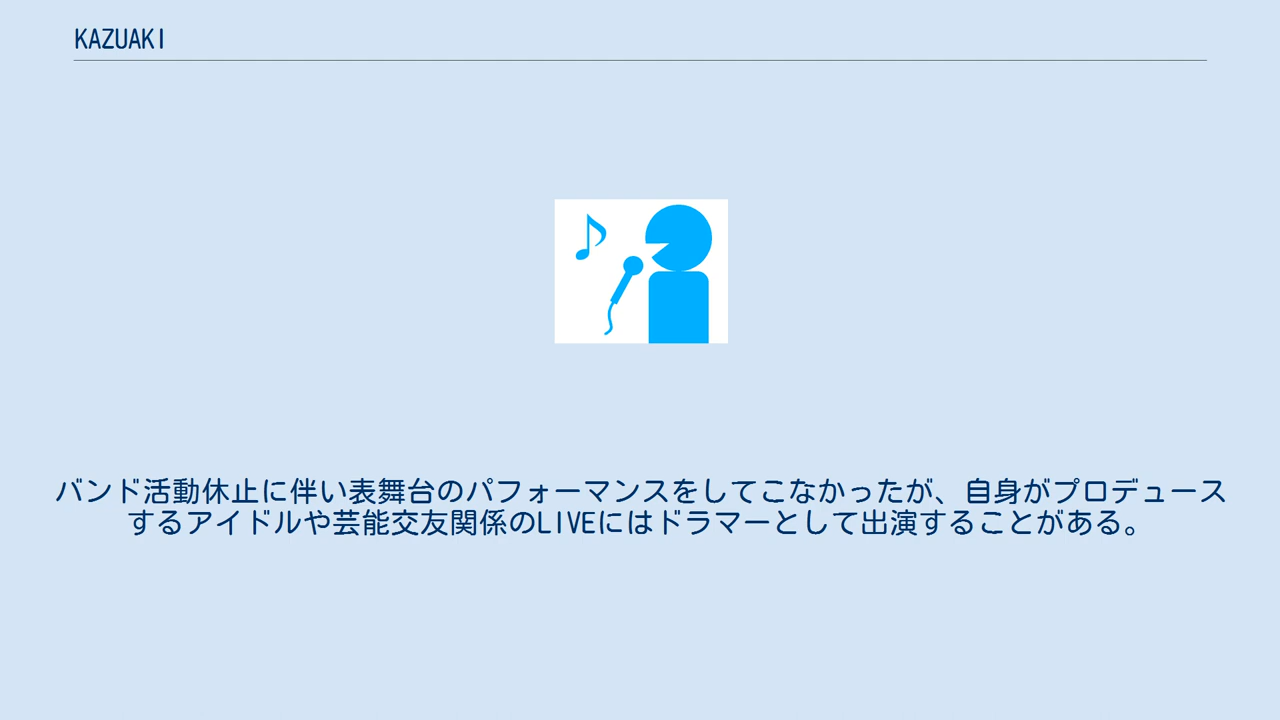 KAZUAKI
バンド活動休止に伴い表舞台のパフォーマンスをしてこなかったが、自身がプロデュース
するアイドルや芸能交友関係のLIVEにはドラマーとして出演することがある。